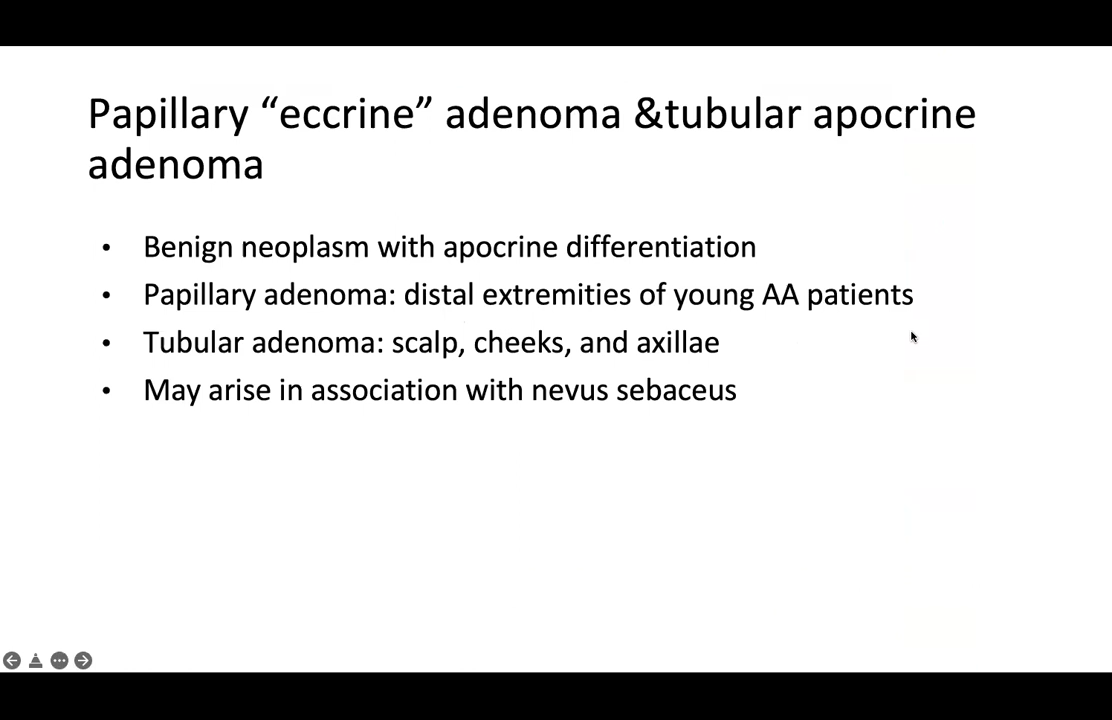 Papillary “eccrine” adenoma &tubular apocrine
adenoma
• Benign neoplasm with apocrine differentiation
• Papillary adenoma: distal extremities of young AA patients
• Tubular adenoma: scalp, cheeks, and axillae
• May arise in association with nevus sebaceus